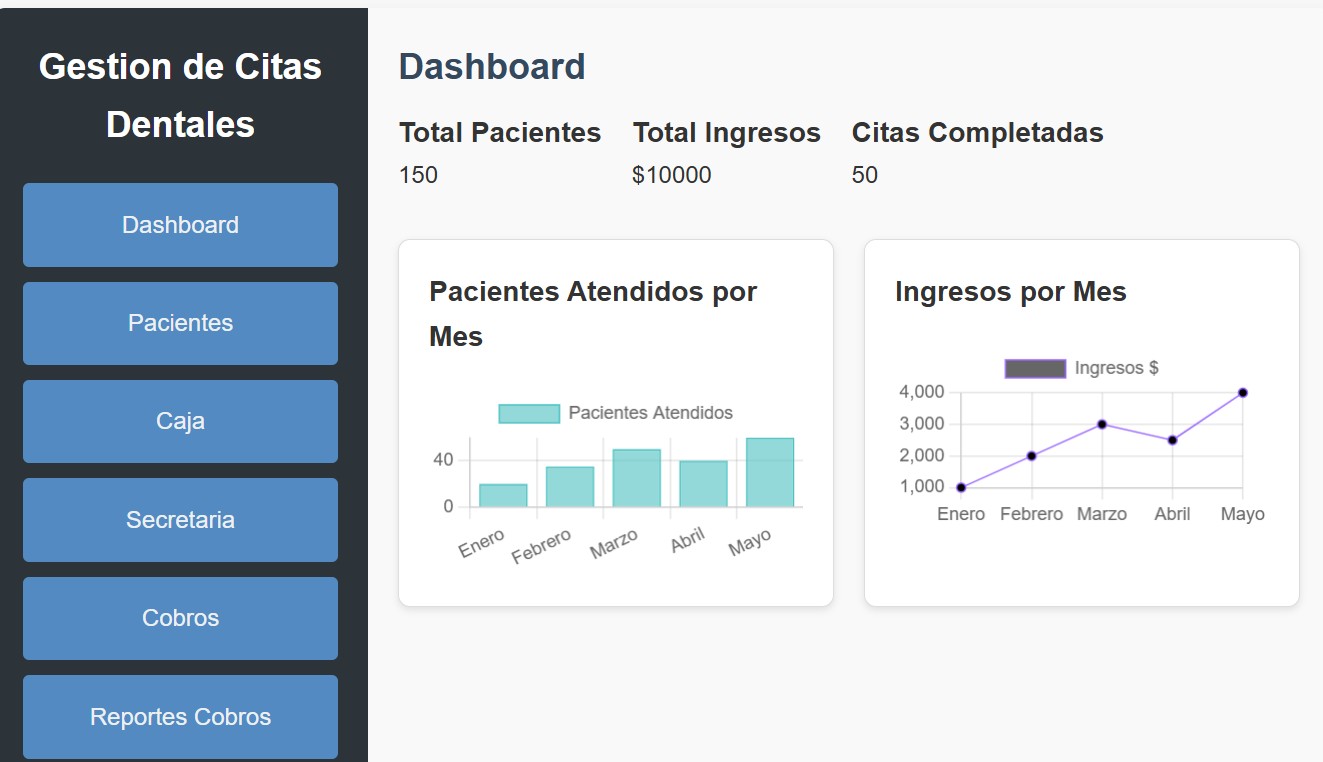 Gestion de Citas
Dentales
Dashboard
Pacientes
Caja
Secretaria
Cobros
Reportes Cobros
Dashboard
Total Pacientes
150
Total Ingresos
$10000
Citas Completadas
50
Pacientes Atendidos por
Mes
Pacientes Atendidos
40
0
Enero
Febrero
Marzo
Abril
Mayo
Ingresos por Mes
Ingresos $
4,000
3,000
2,000
1,000
Enero
Febrero
Marzo
Abril
Mayo